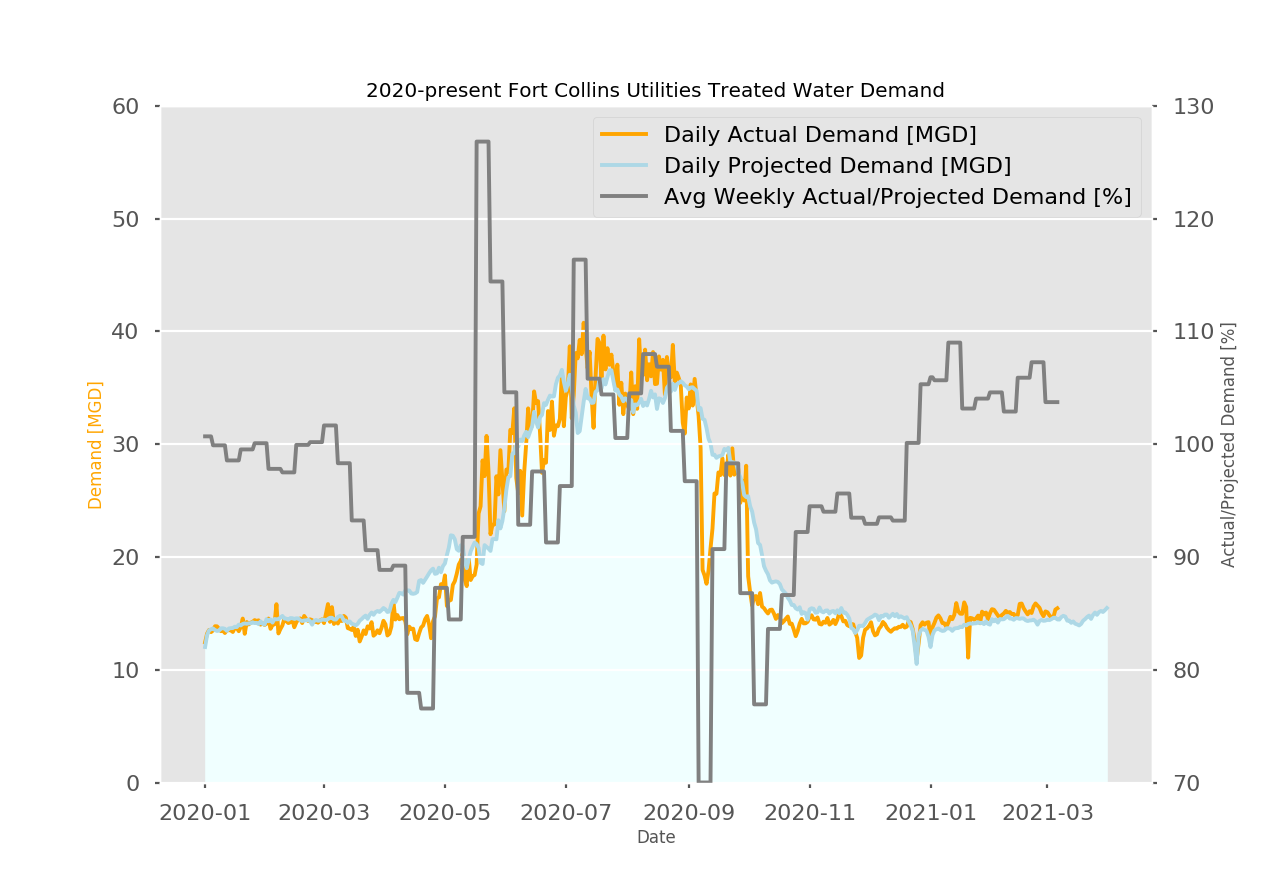 2020-present Fort Collins Utilities Treated Water Demand
Daily Actual Demand [MGD]
Daily Projected Demand [MGD]
Avg Weekly Actual/Projected Demand [%]
Demand [MGD]
60
50
40
30
20
10
0
130
120
110
100
90
80
70
Actual/Projected Demand [%]
2020-01 2020-03 2020-05 2020-07 2020-09 2020-11 2021-01 2021-03
Date